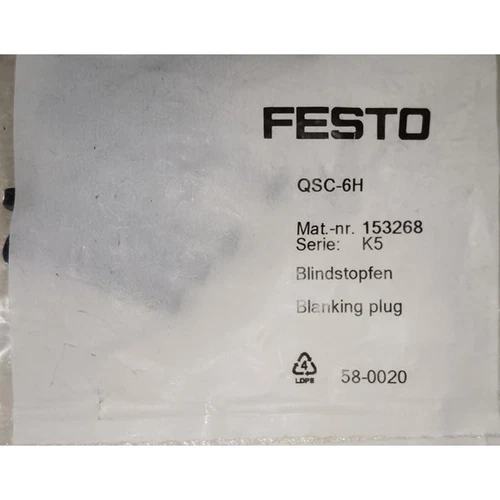 FESTO
QSC-6H
Mat.-nr. 153268
Serie: K5
Blindstopfen
Blanking plug
4
LDPE
58-0020